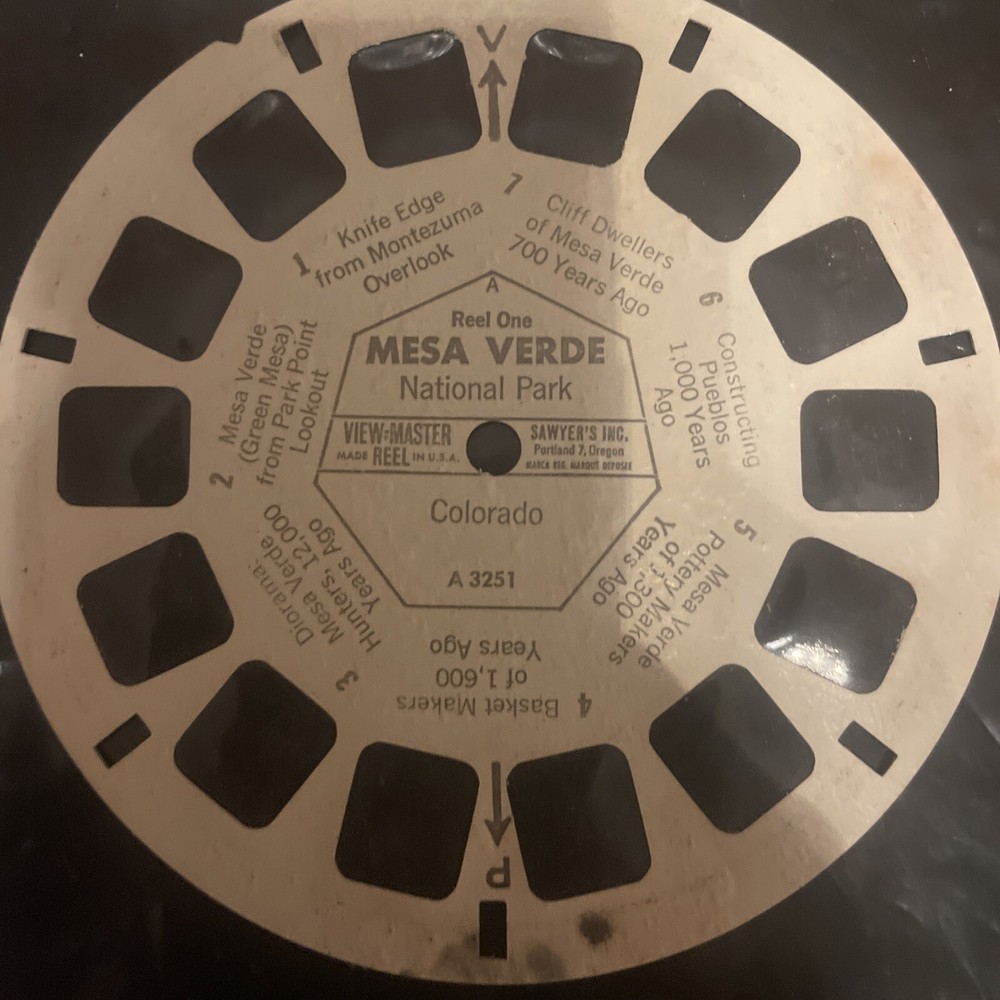 V
1
Knife Edge
from Montezuma
Overlook
2
Mesa Verde
(Green Mesa)
from Park Point
Lookout
3
Diorama:
Mesa Verde
Hunters, 12,000
Years Ago
4
Basket Makers
of 1,600
Years Ago
5
Mesa Verde
Pottery Makers
of 1,300
Years Ago
6
Constructing
Pueblos
1,000 Years
Ago
7
Cliff Dwellers
of Mesa Verde
700 Years Ago
A
Reel One
MESA VERDE
National Park
VIEW-MASTER
MADE REEL IN U.S.A.
SAWYER'S INC.
Portland 7, Oregon
MARCA REG. MARQUE DEPOSEE
Colorado
A 3251
P